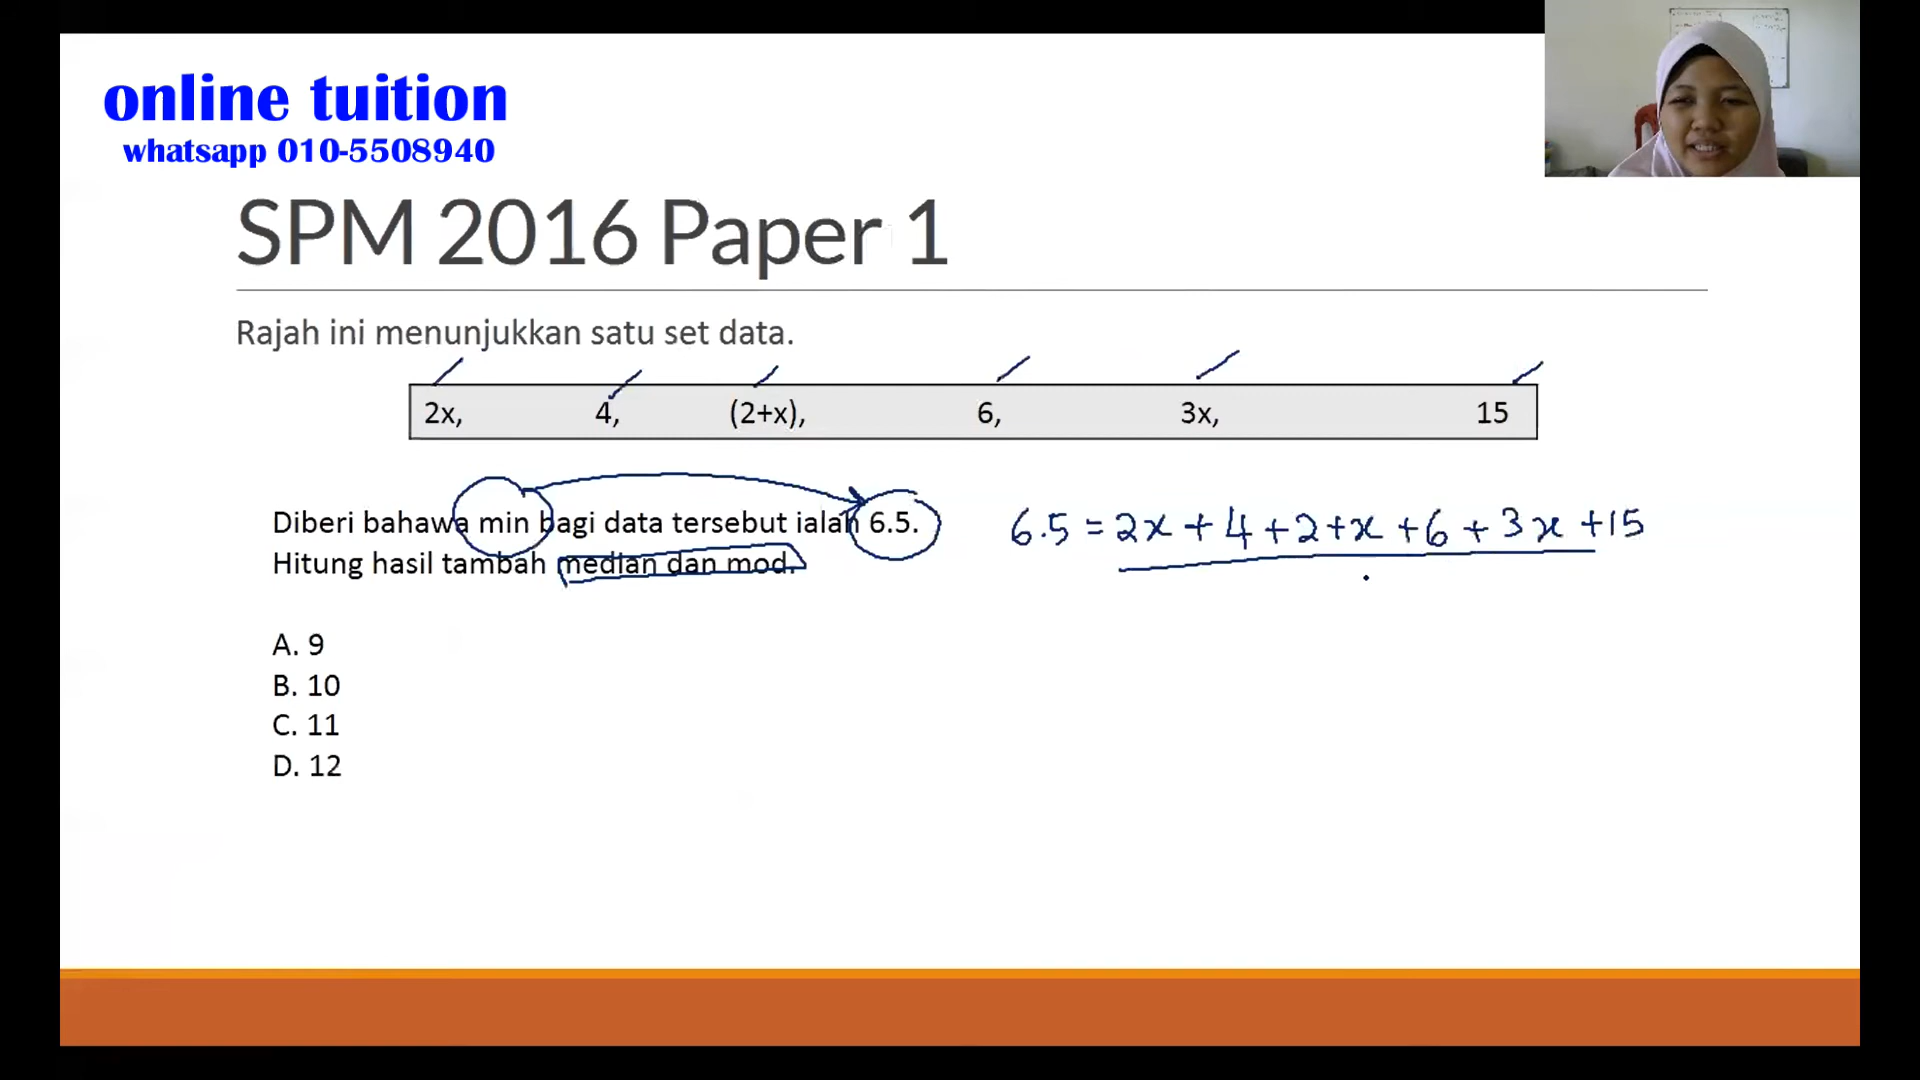 online tuition
whatsapp 010-5508940
SPM 2016 Paper 1
Rajah ini menunjukkan satu set data.
2x, 4, (2+x), 6, 3x, 15
Diberi bahawa min bagi data tersebut ialah 6.5.
Hitung hasil tambah median dan mod.
6.5 = 2x + 4 + 2 + x + 6 + 3x + 15
A. 9
B. 10
C. 11
D. 12